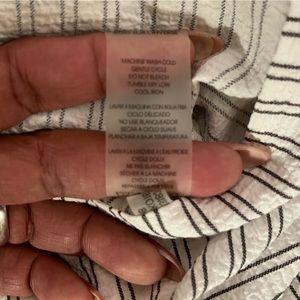 MACHINE WASH COLD
GENTLE CYCLE
DO NOT BLEACH
TUMBLE DRY LOW
COOL IRON
LAVAR A MAQUINA CON AGUA FRIA
CICLO DELICADO
NO USE BLANQUEADOR
SECAR A CICLO SUAVE
PLANCHAR A BAJA TEMPERATURA
LAVER A LA MACHINE A L'EAU FROIDE
CYCLE DOUX
NE PAS BLANCHIR
SÉCHER À LA MACHINE
CYCLE DOUX